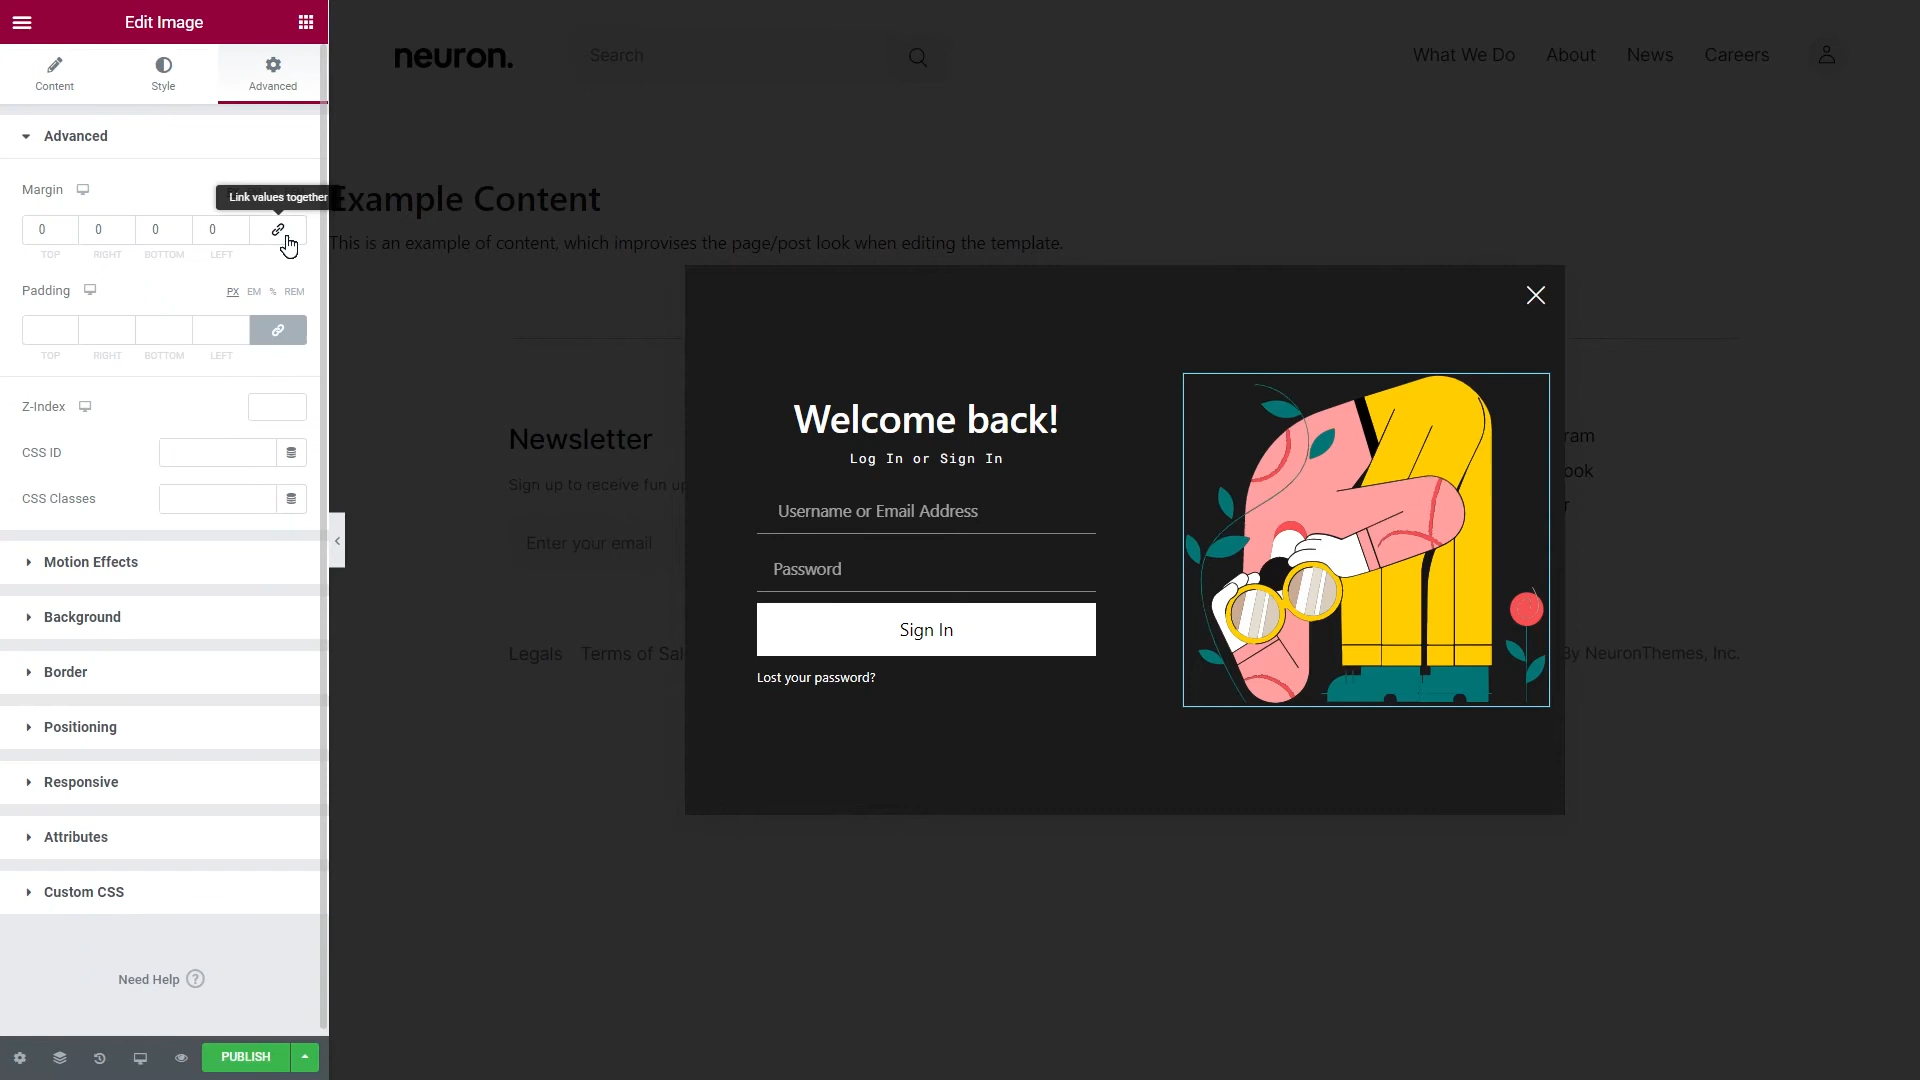 Edit Image
Content
Style
Advanced
Advanced
Margin
Link values together
0
0
0
0
TOP
RIGHT
BOTTOM
LEFT
Padding
PX
EM
%
REM
TOP
RIGHT
BOTTOM
LEFT
Z-Index
CSS ID
CSS Classes
Motion Effects
Background
Border
Positioning
Responsive
Attributes
Custom CSS
Need Help ?
PUBLISH
neuron.
Search
What We Do
About
News
Careers
Example Content
This is an example of content, which improvises the page/post look when editing the template.
Newsletter
Sign up to receive fun up
Enter your email
Legals
Terms of Sal
ram
ook
r
By NeuronThemes, Inc.
Welcome back!
Log In or Sign In
Username or Email Address
Password
Sign In
Lost your password?